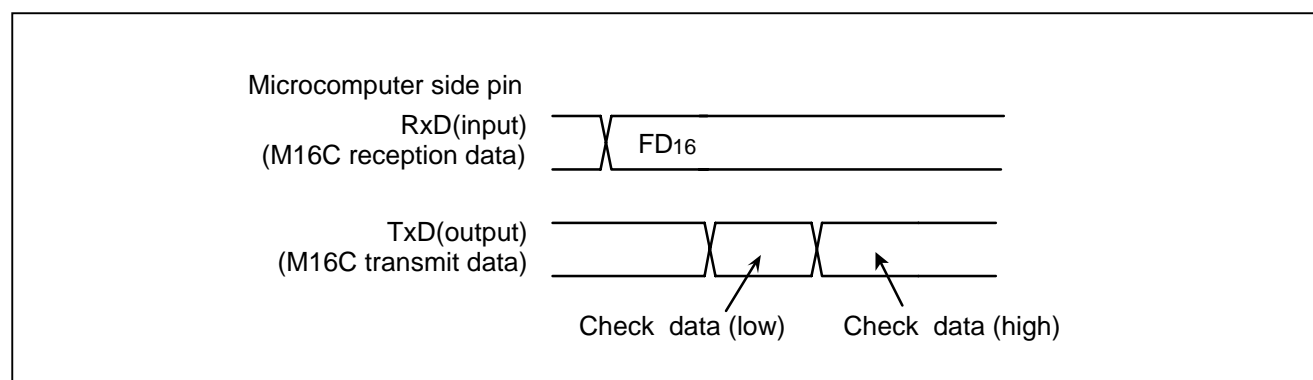 Microcomputer side pin
RxD(input)
(M16C reception data)
FD16
TxD(output)
(M16C transmit data)
Check data (low)
Check data (high)